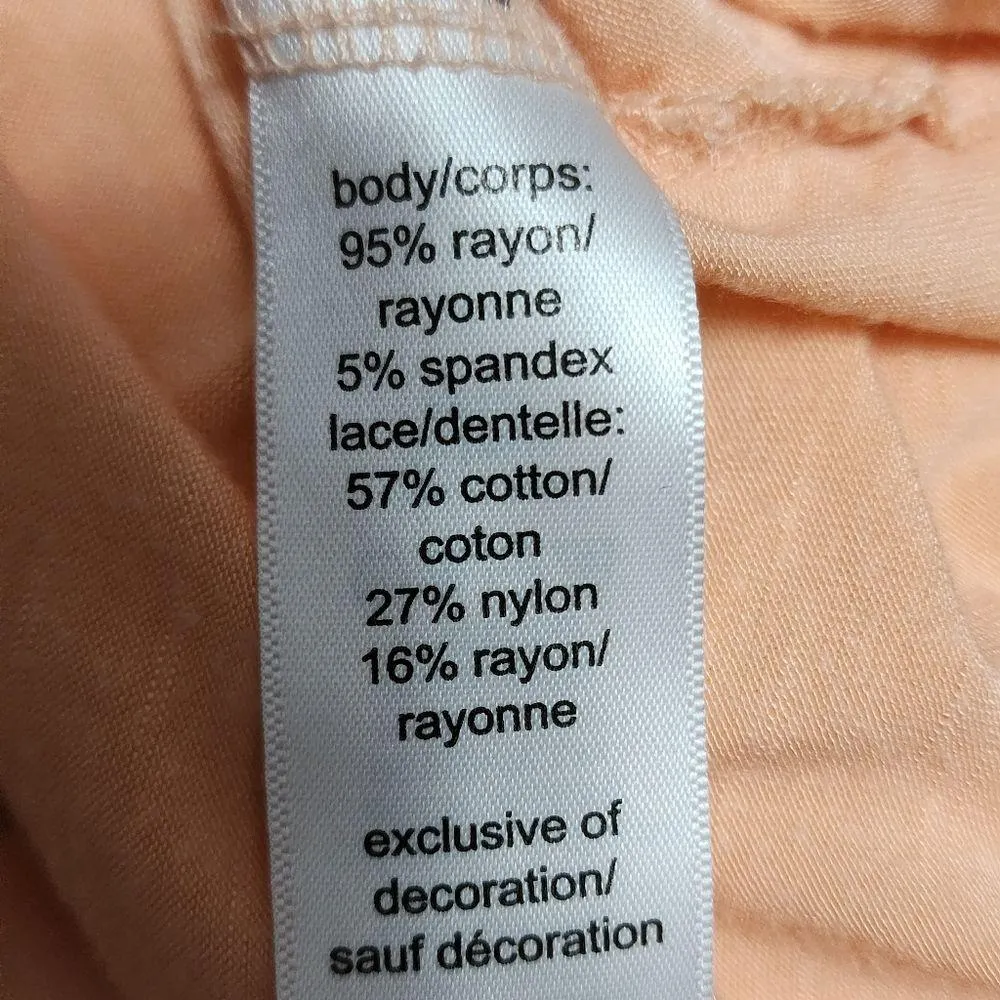 body/corps:
95% rayon/
rayonne
5% spandex
lace/dentelle:
57% cotton/
coton
27% nylon
16% rayon/
rayonne
exclusive of
decoration/
sauf décoration